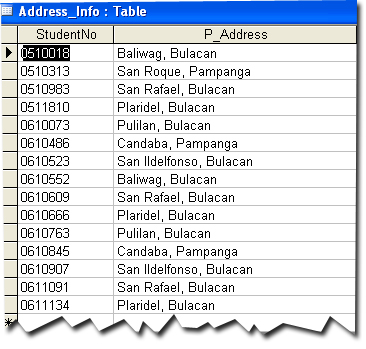 Address_Info : Table
StudentNo P_Address
0510018 Baliwag, Bulacan
0510313 San Roque, Pampanga
0510983 San Rafael, Bulacan
0511810 Plaridel, Bulacan
0610073 Pulilan, Bulacan
0610486 Candaba, Pampanga
0610523 San Ildelfonso, Bulacan
0610552 Baliwag, Bulacan
0610609 San Rafael, Bulacan
0610666 Plaridel, Bulacan
0610763 Pulilan, Bulacan
0610845 Candaba, Pampanga
0610907 San Ildelfonso, Bulacan
0611091 San Rafael, Bulacan
0611134 Plaridel, Bulacan